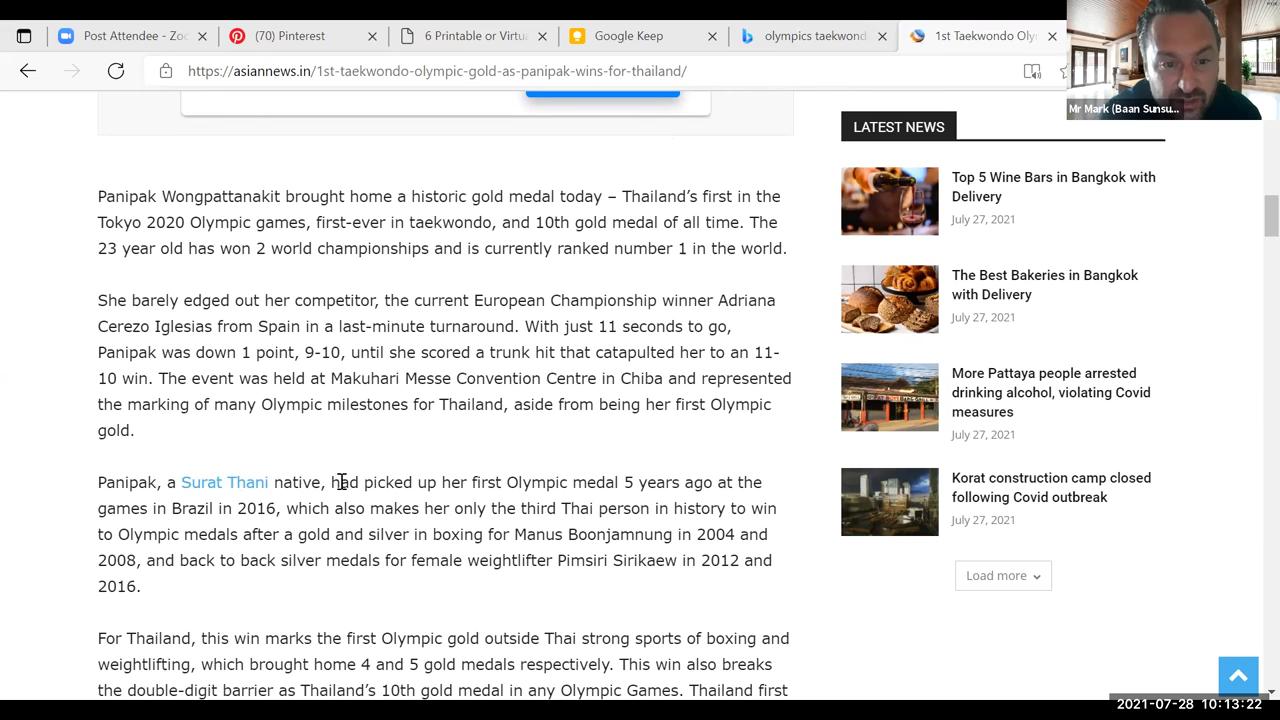 Post Attendee - Zoo
(70) Pinterest
6 Printable or Virtua
Google Keep
olympics taekwond
1st Taekwondo Oly
https://asiannews.in/1st-taekwondo-olympic-gold-as-panipak-wins-for-thailand/
Mr Mark (Baan Sunsu...
Panipak Wongpattanakit brought home a historic gold medal today – Thailand's first in the
Tokyo 2020 Olympic games, first-ever in taekwondo, and 10th gold medal of all time. The
23 year old has won 2 world championships and is currently ranked number 1 in the world.
She barely edged out her competitor, the current European Championship winner Adriana
Cerezo Iglesias from Spain in a last-minute turnaround. With just 11 seconds to go,
Panipak was down 1 point, 9-10, until she scored a trunk hit that catapulted her to an 11-
10 win. The event was held at Makuhari Messe Convention Centre in Chiba and represented
the marking of many Olympic milestones for Thailand, aside from being her first Olympic
gold.
Panipak, a Surat Thani native, had picked up her first Olympic medal 5 years ago at the
games in Brazil in 2016, which also makes her only the third Thai person in history to win
to Olympic medals after a gold and silver in boxing for Manus Boonjamnung in 2004 and
2008, and back to back silver medals for female weightlifter Pimsiri Sirikaew in 2012 and
2016.
For Thailand, this win marks the first Olympic gold outside Thai strong sports of boxing and
weightlifting, which brought home 4 and 5 gold medals respectively. This win also breaks
the double-digit barrier as Thailand's 10th gold medal in any Olympic Games. Thailand first
LATEST NEWS
Top 5 Wine Bars in Bangkok with
Delivery
July 27, 2021
The Best Bakeries in Bangkok
with Delivery
July 27, 2021
More Pattaya people arrested
drinking alcohol, violating Covid
measures
July 27, 2021
Korat construction camp closed
following Covid outbreak
July 27, 2021
Load more
2021-07-28 10:13:22